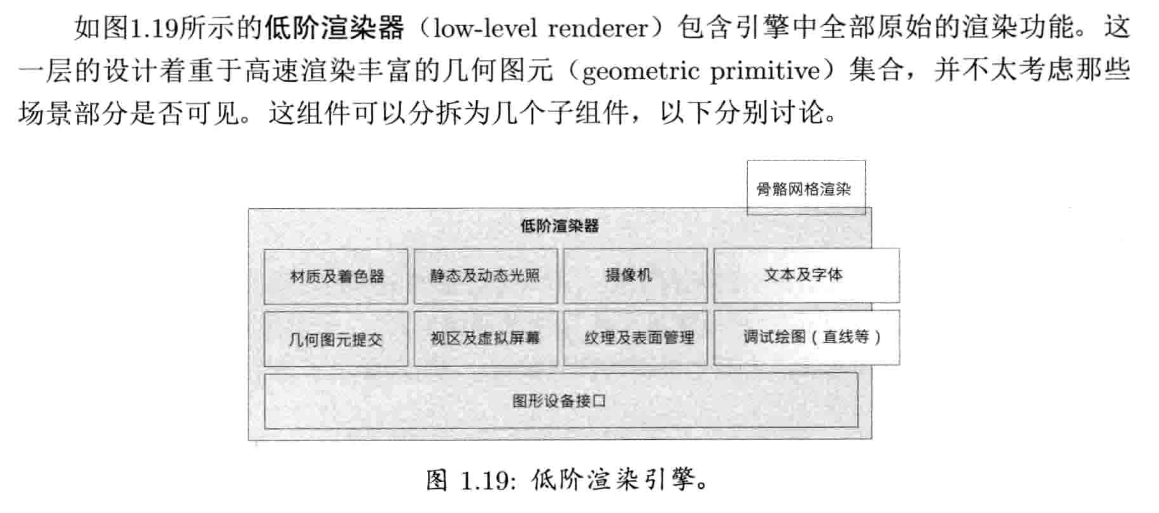 如图1.19所示的低阶渲染器（low-level renderer）包含引擎中全部原始的渲染功能。这
一层的设计着重于高速渲染丰富的几何图元（geometric primitive）集合，并不太考虑那些
场景部分是否可见。这组件可以分拆为几个子组件，以下分别讨论。
骨骼网格渲染
低阶渲染器
材质及着色器 静态及动态光照 摄像机 文本及字体
几何图元提交 视区及虚拟屏幕 纹理及表面管理 调试绘图（直线等）
图形设备接口
图 1.19: 低阶渲染引擎。